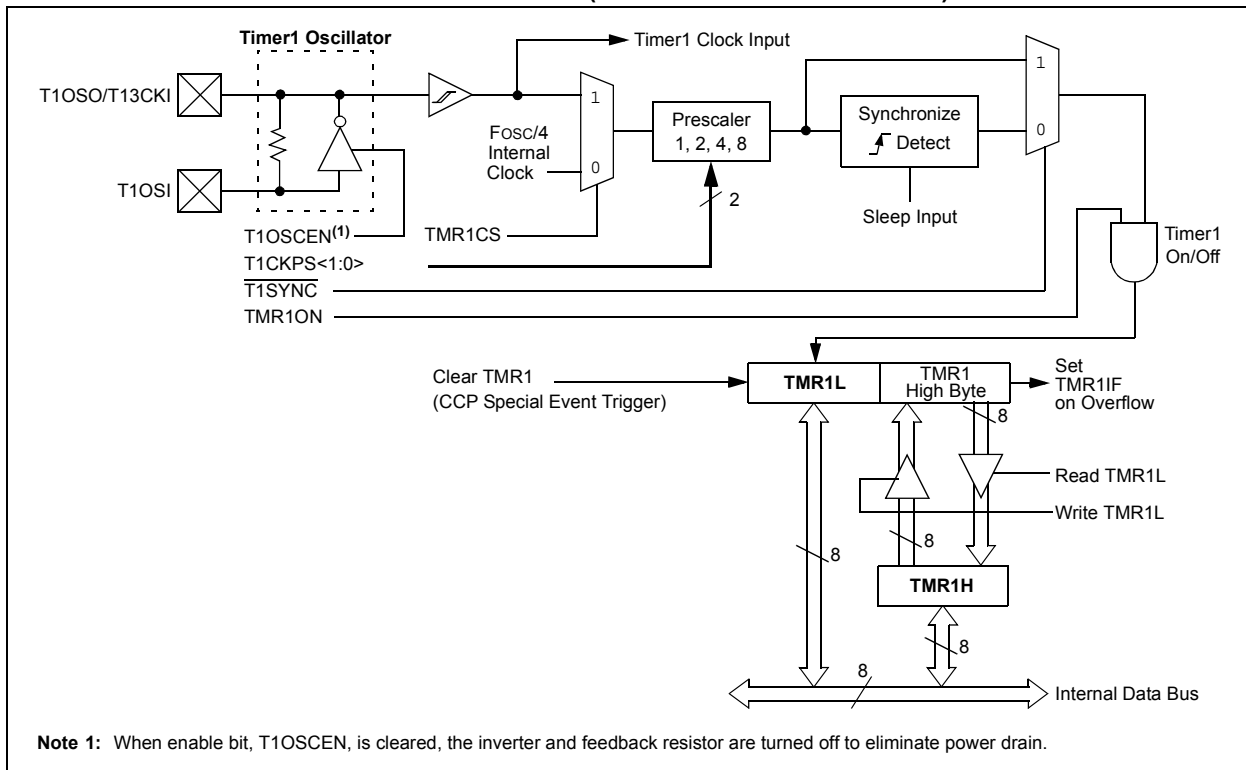 Timer1 Oscillator
Timer1 Clock Input
T1OSO/T13CKI
1
1
FOSC/4
Internal
Clock
0
Prescaler
1, 2, 4, 8
Synchronize
Detect
0
T1OSI
2
Sleep Input
T1OSCEN(1)
TMR1CS
Timer1
On/Off
T1CKPS<1:0>
T1SYNC
TMR1ON
Clear TMR1
(CCP Special Event Trigger)
TMR1L
TMR1
High Byte
Set
TMR1IF
on Overflow
8
Read TMR1L
Write TMR1L
8
8
TMR1H
8
8
Internal Data Bus
Note 1: When enable bit, T1OSCEN, is cleared, the inverter and feedback resistor are turned off to eliminate power drain.